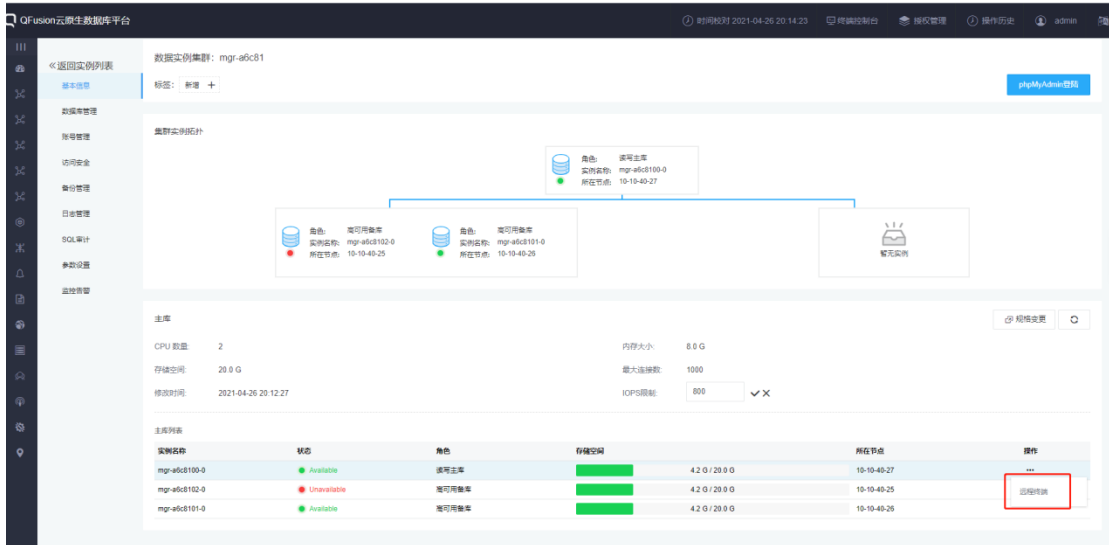 QFusion云原生数据库平台
时间校对 2021-04-26 20:14:23 终端控制台 授权管理 操作历史 admin
«返回实例列表
基本信息
数据库管理
账号管理
访问安全
备份管理
日志管理
SQL审计
参数设置
监控告警
数据实例集群：mgr-a6c81
标签： 新增 +
phpMyAdmin登陆
集群实例拓扑
角色: 读写主库
实例名称: mgr-a6c8100-0
所在节点: 10-10-40-27
角色: 高可用备库
实例名称: mgr-a6c8102-0
所在节点: 10-10-40-25
角色: 高可用备库
实例名称: mgr-a6c8101-0
所在节点: 10-10-40-26
暂无实例
主库
规格变更
CPU 数量: 2 内存大小: 8.0 G
存储空间: 20.0 G 最大连接数: 1000
修改时间: 2021-04-26 20:12:27 IOPS限制: 800
主库列表
实例名称 状态 角色 存储空间 所在节点 操作
mgr-a6c8100-0 Available 读写主库 4.2 G / 20.0 G 10-10-40-27 •••
mgr-a6c8102-0 Unavailable 高可用备库 4.2 G / 20.0 G 10-10-40-25
远程终端
mgr-a6c8101-0 Available 高可用备库 4.2 G / 20.0 G 10-10-40-26